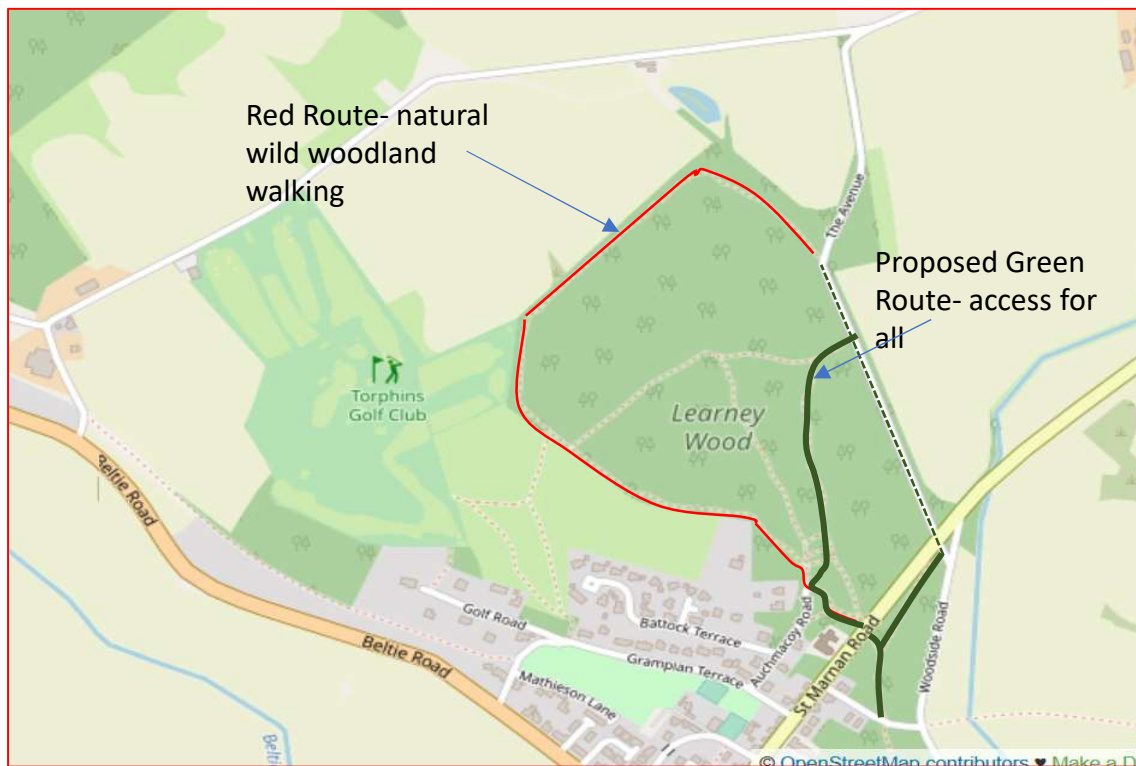 Red Route- natural
wild woodland
walking
The Avenue
Proposed Green
Route- access for
all
Torphins
Golf Club
Learney
Wood
Beltie Road
Golf Road
Battock Terrace
Auchmacoy Road
St Marnan Road
Woodside Road
Beltie Road
Grampian Terrace
Mathieson Lane
© OpenStreetMap contributors ♥ Make a D